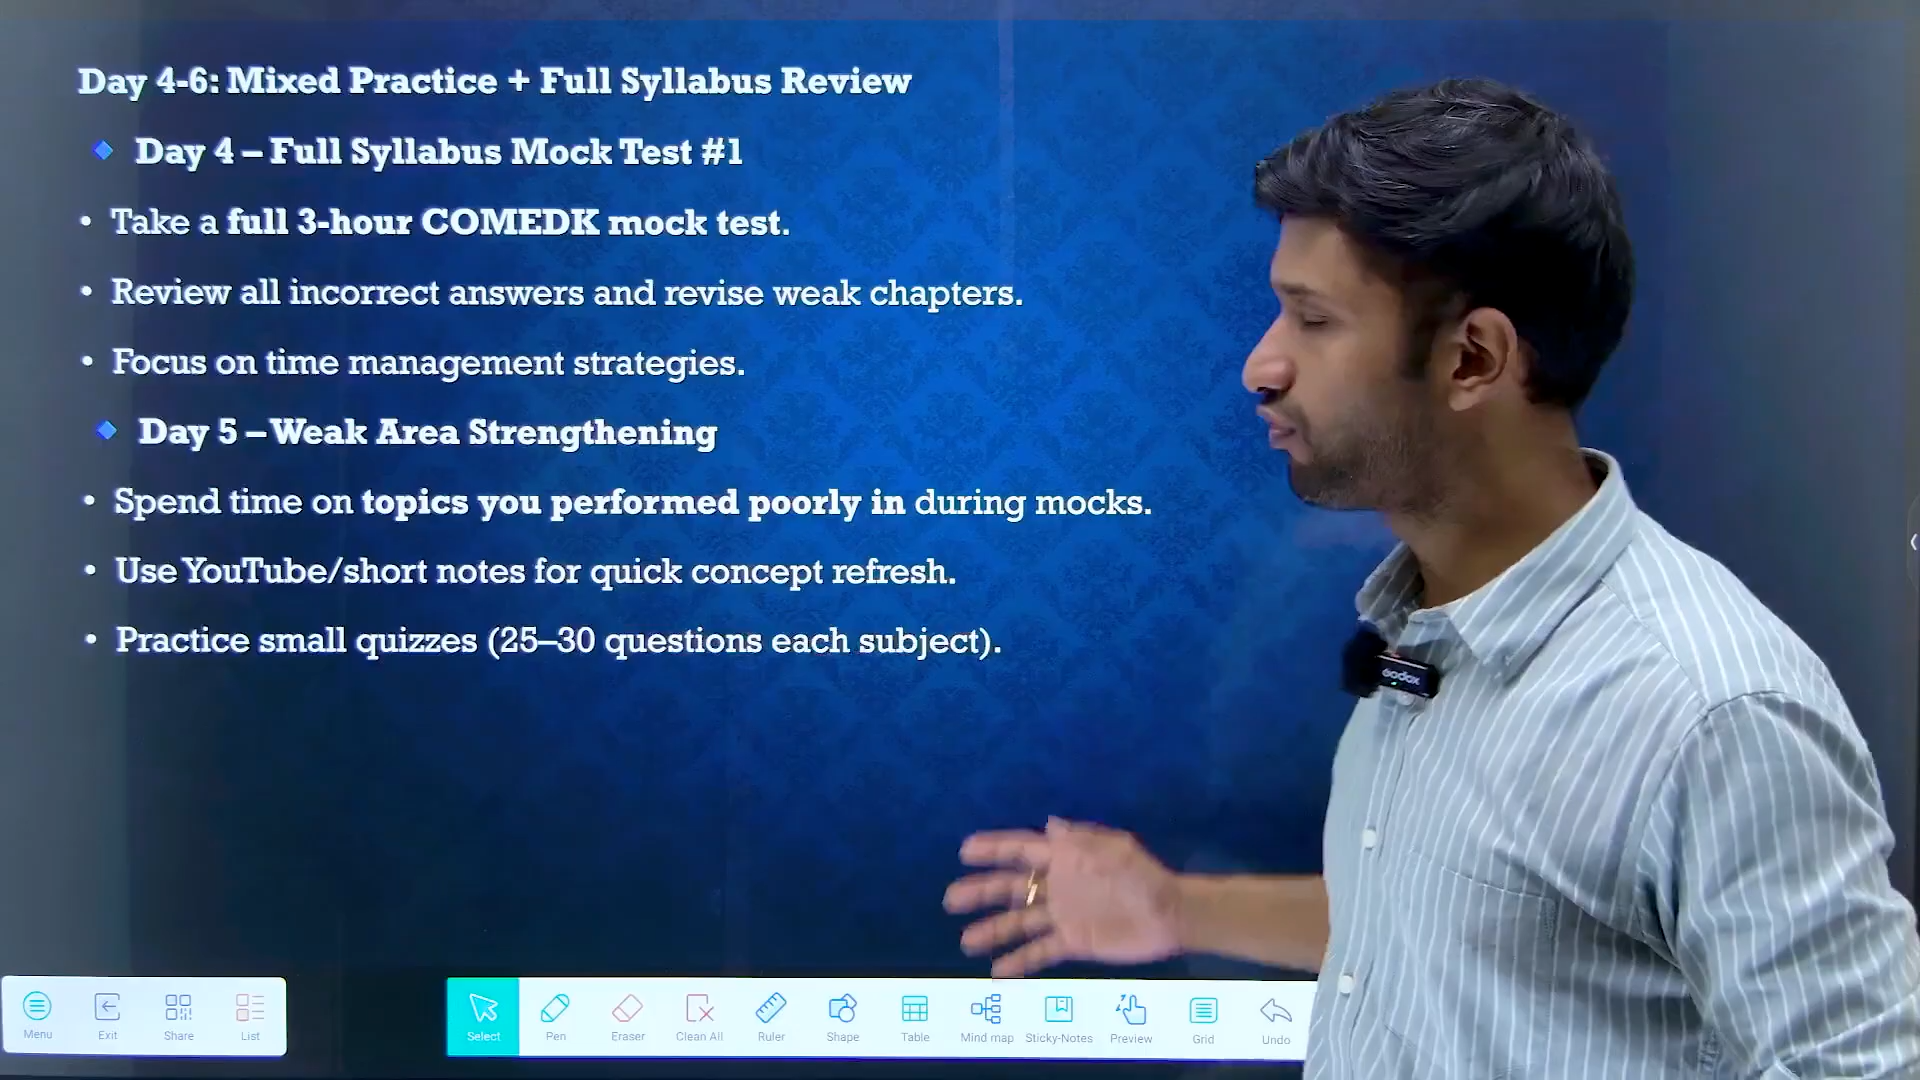 Day 4-6: Mixed Practice + Full Syllabus Review
Day 4 – Full Syllabus Mock Test #1
• Take a full 3-hour COMEDK mock test.
• Review all incorrect answers and revise weak chapters.
• Focus on time management strategies.
Day 5 – Weak Area Strengthening
• Spend time on topics you performed poorly in during mocks.
• Use YouTube/short notes for quick concept refresh.
• Practice small quizzes (25–30 questions each subject).
Godox
Menu Exit Share List Select Pen Eraser Clean All Ruler Shape Table Mind map Sticky-Notes Preview Grid Undo